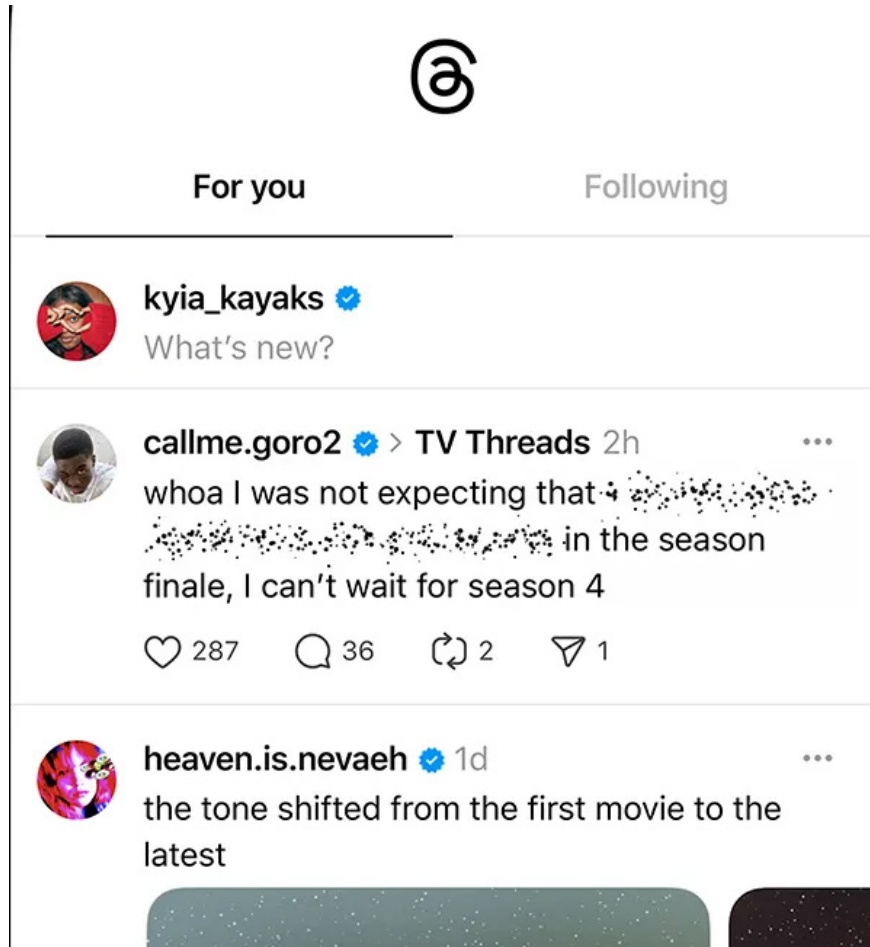 For you
Following
kyia_kayaks
What's new?
callme.goro2 > TV Threads 2h
whoa I was not expecting that
in the season
finale, I can't wait for season 4
287 36 2 1
heaven.is.nevaeh 1d
the tone shifted from the first movie to the
latest